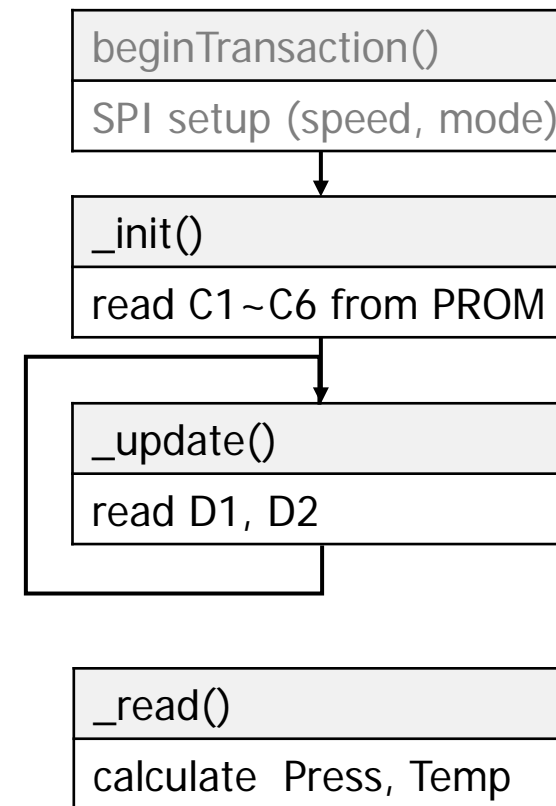 beginTransaction()
SPI setup (speed, mode)
_init()
read C1~C6 from PROM
_update()
read D1, D2
_read()
calculate Press, Temp